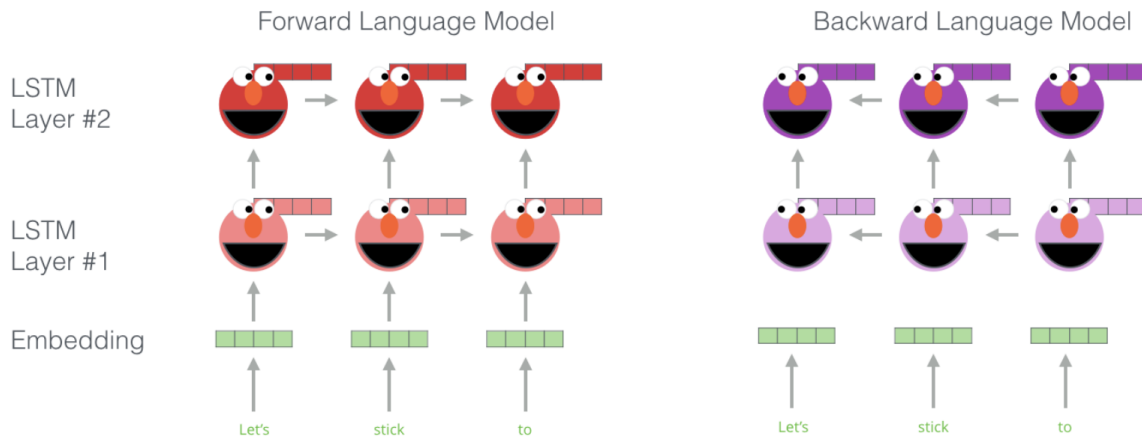 Forward Language Model
Backward Language Model
LSTM
Layer #2
LSTM
Layer #1
Embedding
Let's
stick
to
Let's
stick
to